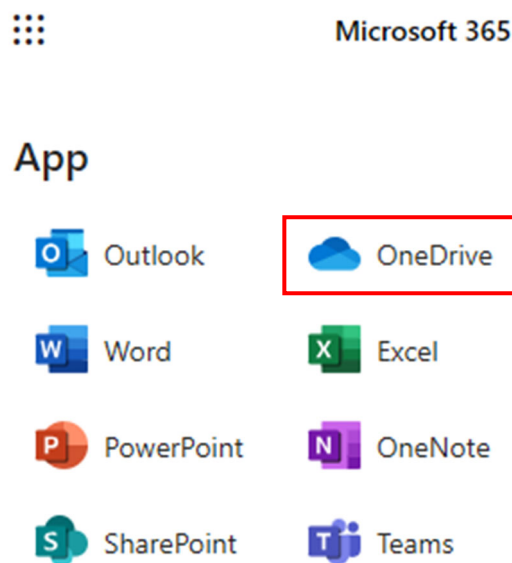 Microsoft 365
App
Outlook
OneDrive
Word
Excel
PowerPoint
OneNote
SharePoint
Teams